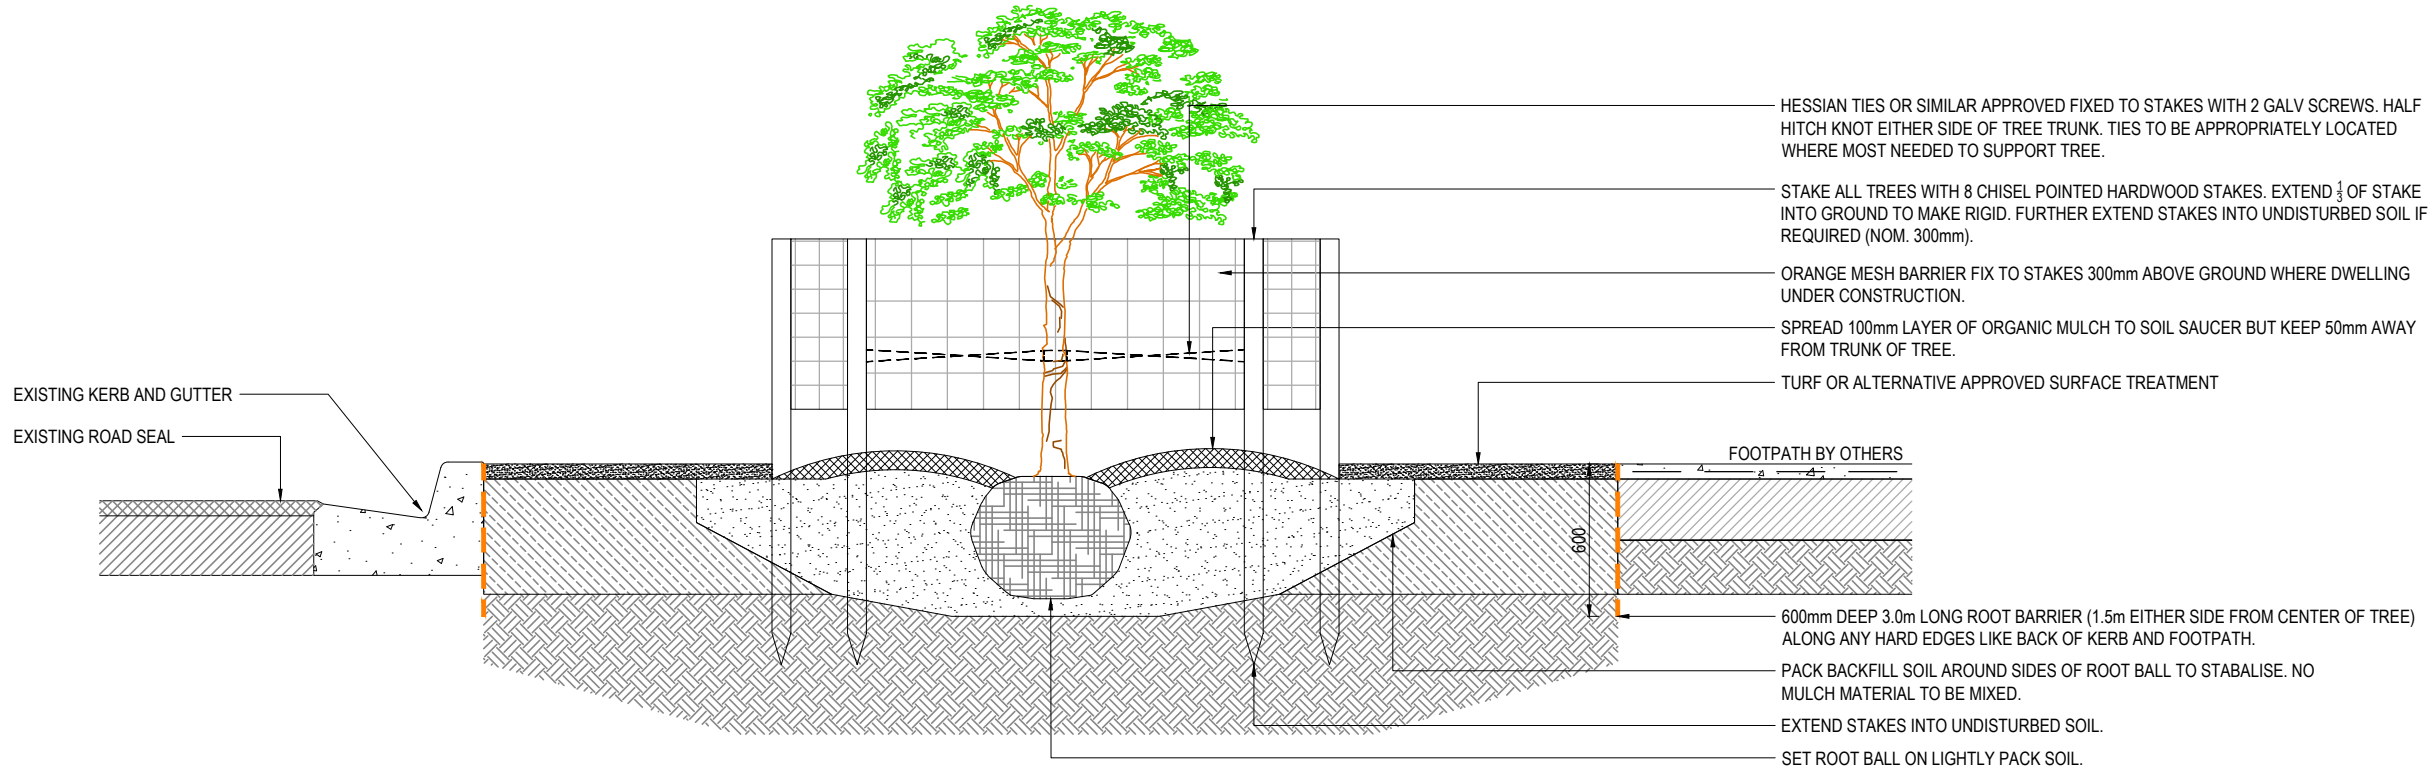 HESSIAN TIES OR SIMILAR APPROVED FIXED TO STAKES WITH 2 GALV SCREWS. HALF
HITCH KNOT EITHER SIDE OF TREE TRUNK. TIES TO BE APPROPRIATELY LOCATED
WHERE MOST NEEDED TO SUPPORT TREE.
STAKE ALL TREES WITH 8 CHISEL POINTED HARDWOOD STAKES. EXTEND 1/3 OF STAKE
INTO GROUND TO MAKE RIGID. FURTHER EXTEND STAKES INTO UNDISTURBED SOIL IF
REQUIRED (NOM. 300mm).
ORANGE MESH BARRIER FIX TO STAKES 300mm ABOVE GROUND WHERE DWELLING
UNDER CONSTRUCTION.
SPREAD 100mm LAYER OF ORGANIC MULCH TO SOIL SAUCER BUT KEEP 50mm AWAY
FROM TRUNK OF TREE.
TURF OR ALTERNATIVE APPROVED SURFACE TREATMENT
EXISTING KERB AND GUTTER
EXISTING ROAD SEAL
FOOTPATH BY OTHERS
600
600mm DEEP 3.0m LONG ROOT BARRIER (1.5m EITHER SIDE FROM CENTER OF TREE)
ALONG ANY HARD EDGES LIKE BACK OF KERB AND FOOTPATH.
PACK BACKFILL SOIL AROUND SIDES OF ROOT BALL TO STABALISE. NO
MULCH MATERIAL TO BE MIXED.
EXTEND STAKES INTO UNDISTURBED SOIL.
SET ROOT BALL ON LIGHTLY PACK SOIL.